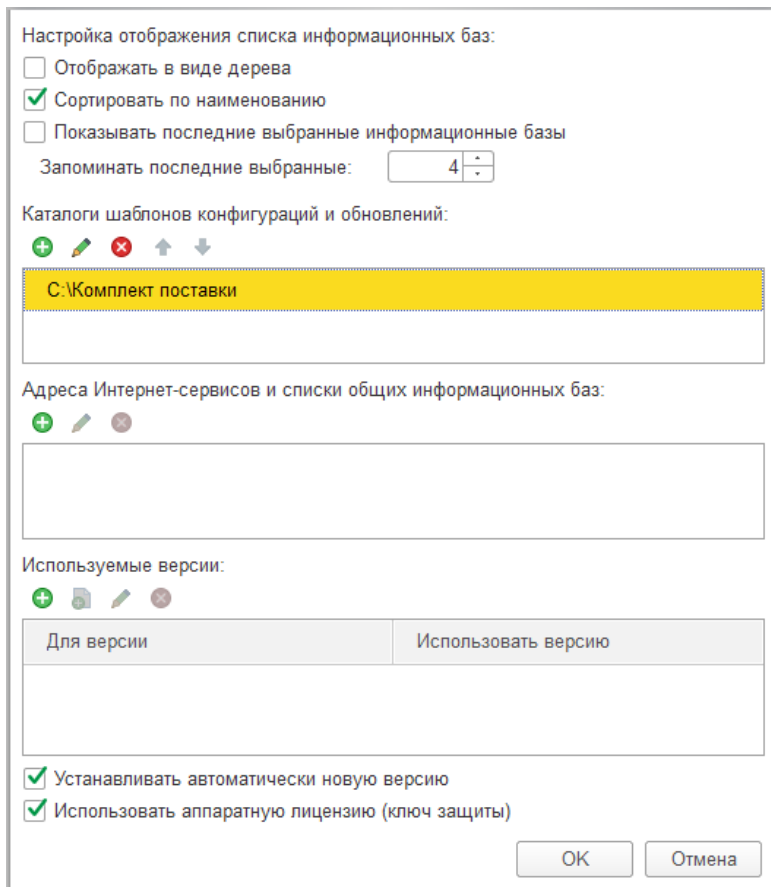 Настройка отображения списка информационных баз:
Отображать в виде дерева
Сортировать по наименованию
Показывать последние выбранные информационные базы
Запоминать последние выбранные: 4
Каталоги шаблонов конфигураций и обновлений:
C:\Комплект поставки
Адреса Интернет-сервисов и списки общих информационных баз:
Используемые версии:
Для версии Использовать версию
Устанавливать автоматически новую версию
Использовать аппаратную лицензию (ключ защиты)
OK Отмена